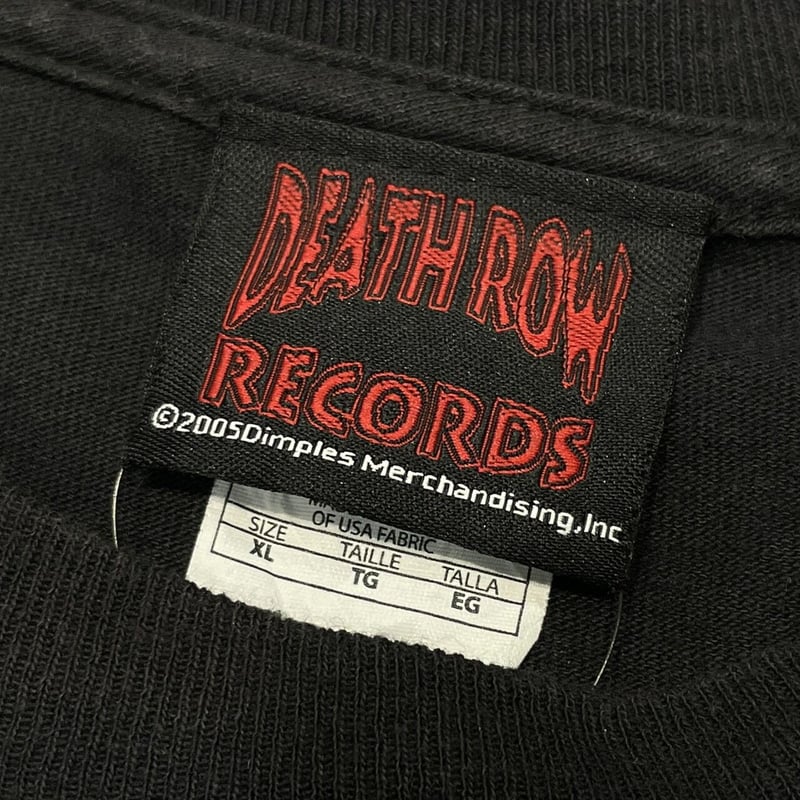 DEATH ROW
RECORDS
©2005Dimples Merchandising,Inc
OF USA FABRIC
SIZE TAILLE TALLA
XL TG EG